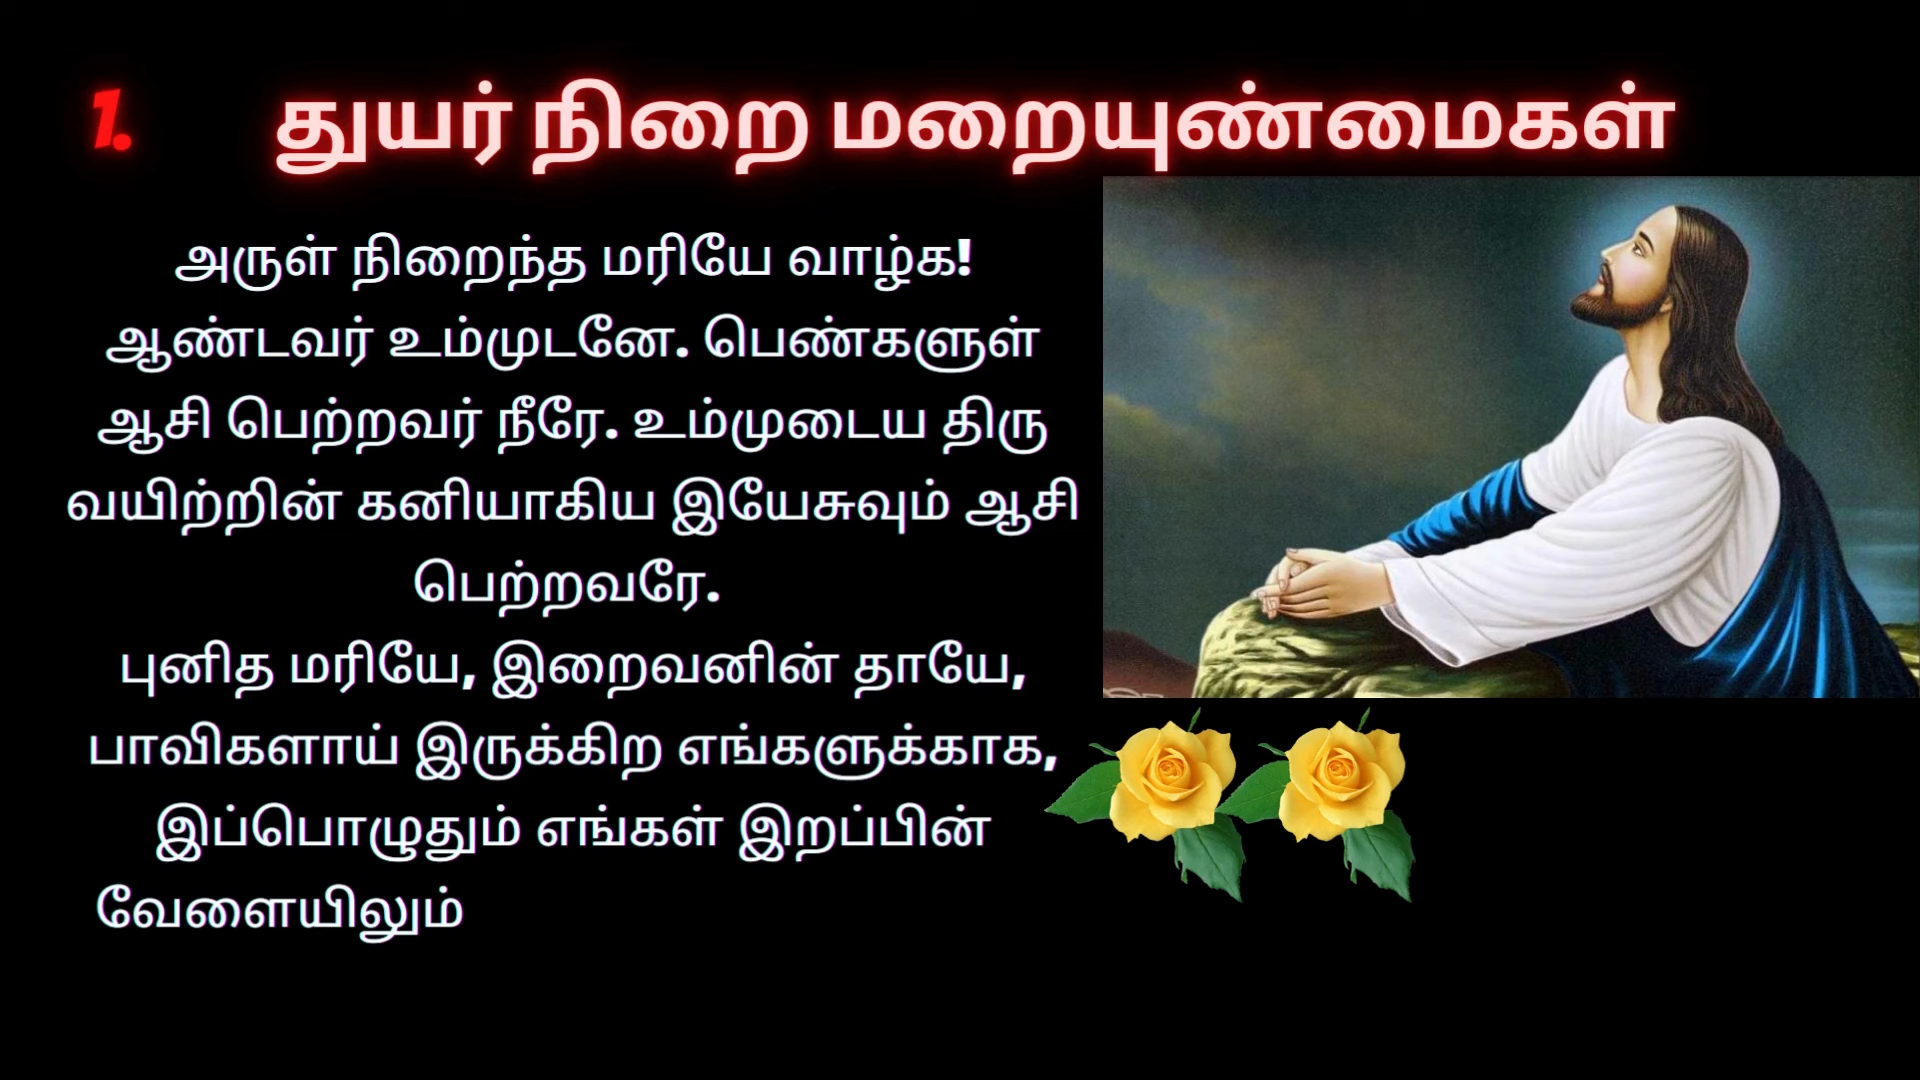 1. துயர் நிறை மறையுண்மைகள்
அருள் நிறைந்த மரியே வாழ்க!
ஆண்டவர் உம்முடனே. பெண்களுள்
ஆசி பெற்றவர் நீரே. உம்முடைய திரு
வயிற்றின் கனியாகிய இயேசுவும் ஆசி
பெற்றவரே.
புனித மரியே, இறைவனின் தாயே,
பாவிகளாய் இருக்கிற எங்களுக்காக,
இப்பொழுதும் எங்கள் இறப்பின்
வேளையிலும்